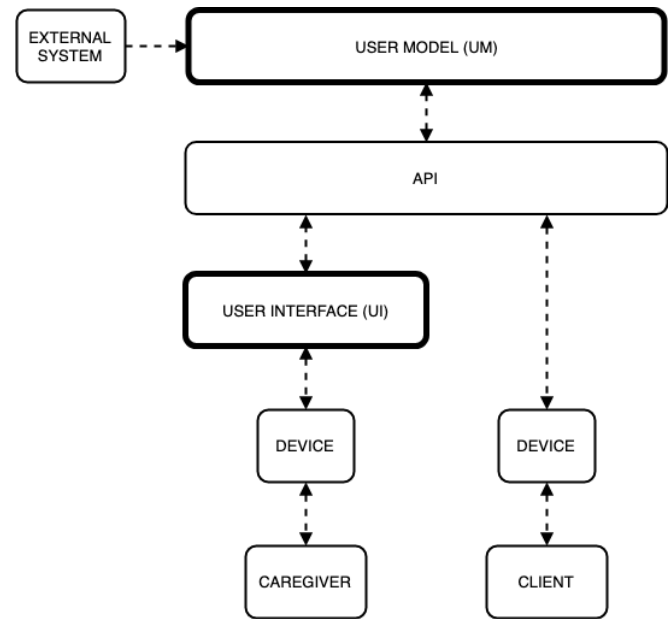 EXTERNAL
SYSTEM
USER MODEL (UM)
API
USER INTERFACE (UI)
DEVICE
DEVICE
CAREGIVER
CLIENT